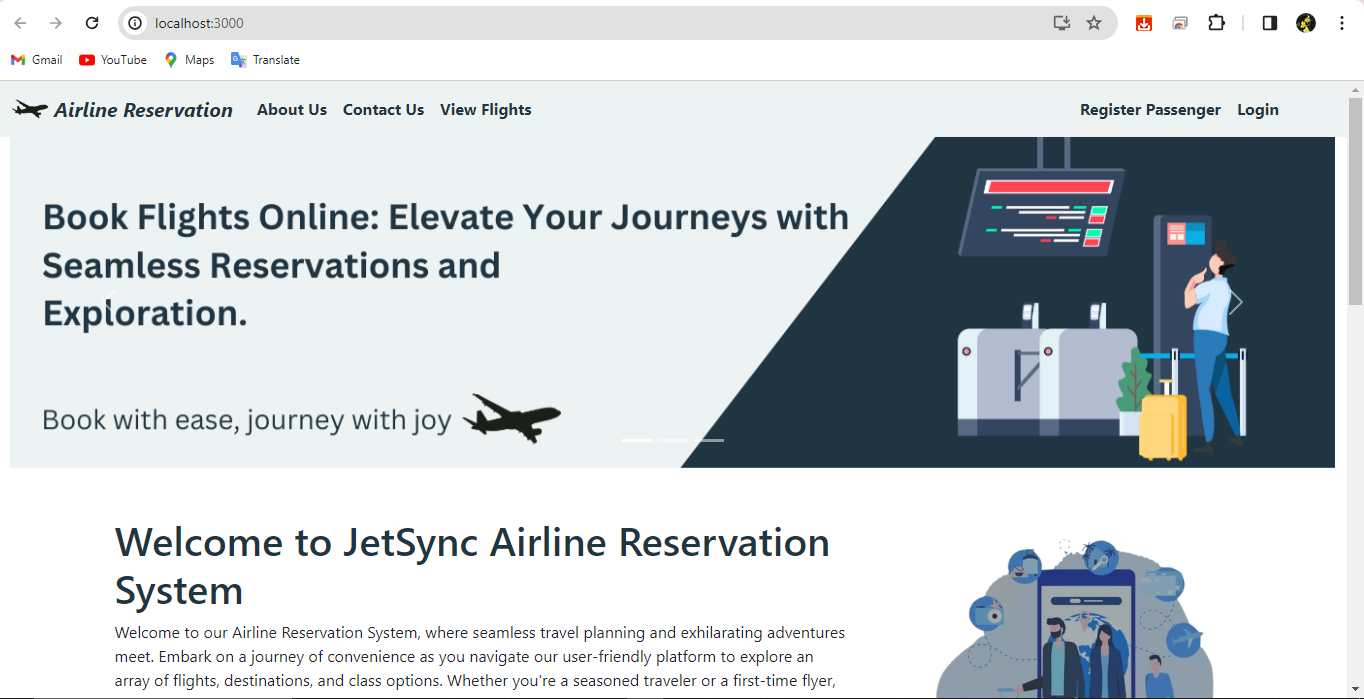 localhost:3000
Gmail YouTube Maps Translate
Airline Reservation About Us Contact Us View Flights Register Passenger Login
Book Flights Online: Elevate Your Journeys with
Seamless Reservations and
Exploration.
Book with ease, journey with joy
Welcome to JetSync Airline Reservation
System
Welcome to our Airline Reservation System, where seamless travel planning and exhilarating adventures
meet. Embark on a journey of convenience as you navigate our user-friendly platform to explore an
array of flights, destinations, and class options. Whether you're a seasoned traveler or a first-time flyer,